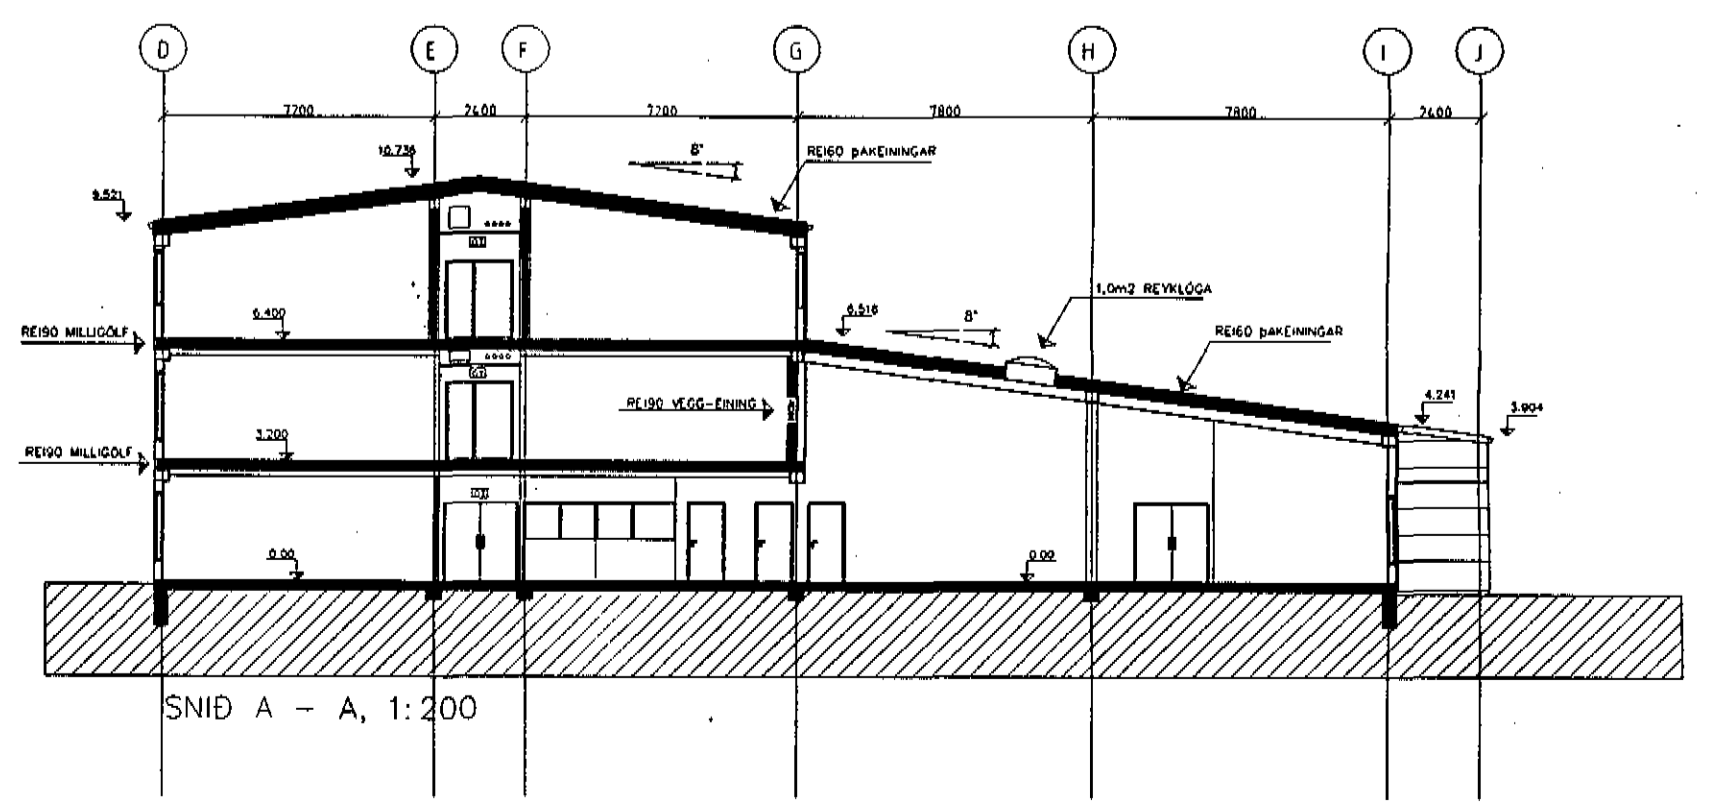 D E F G H I J
7200 2400 7200 7800 7800 2400
10.736
8°
REI60 ÞAKEININGAR
9.521
1,0m2 REYKLÚGA
6.400
6.516
8°
REI90 MILLIGÓLF
REI60 ÞAKEININGAR
4.241
3.904
REI90 VEGG-EINING
3.200
REI90 MILLIGÓLF
0.00
0.00
SNIÐ A - A, 1:200